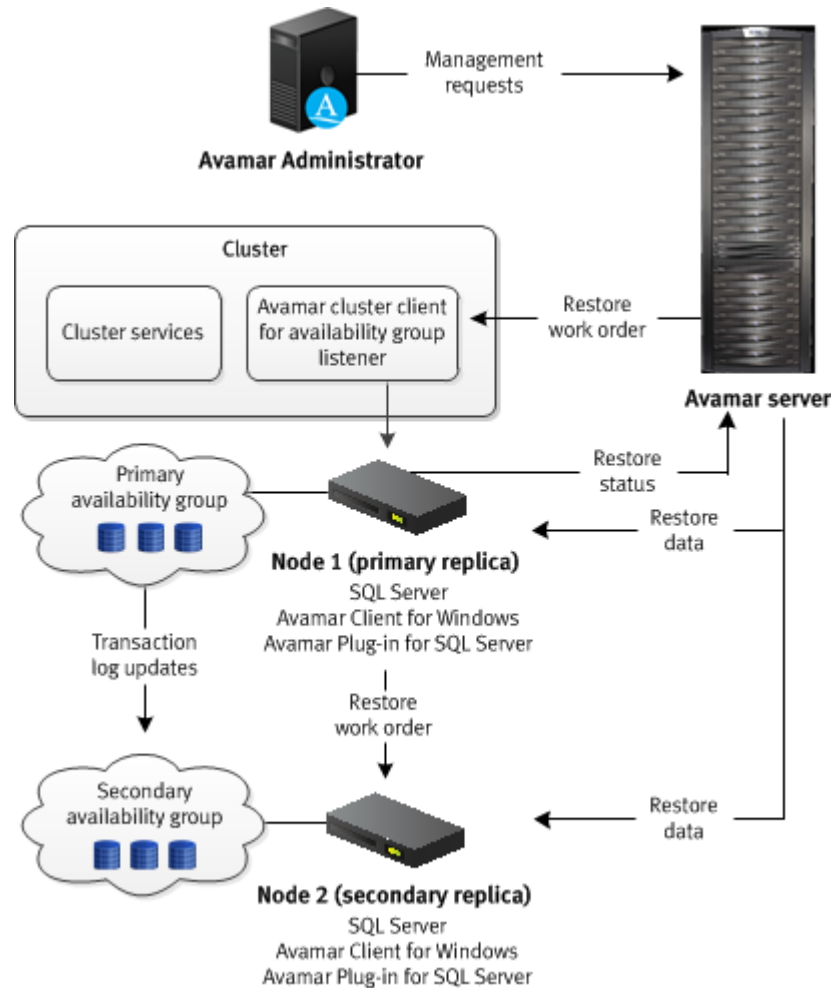 Management
requests
A
Avamar Administrator
Cluster
Cluster services
Avamar cluster client
for availability group
listener
Restore
work order
Avamar server
Primary
availability group
Restore
status
Restore
data
Node 1 (primary replica)
SQL Server
Avamar Client for Windows
Avamar Plug-in for SQL Server
Transaction
log updates
Restore
work order
Secondary
availability group
Restore
data
Node 2 (secondary replica)
SQL Server
Avamar Client for Windows
Avamar Plug-in for SQL Server